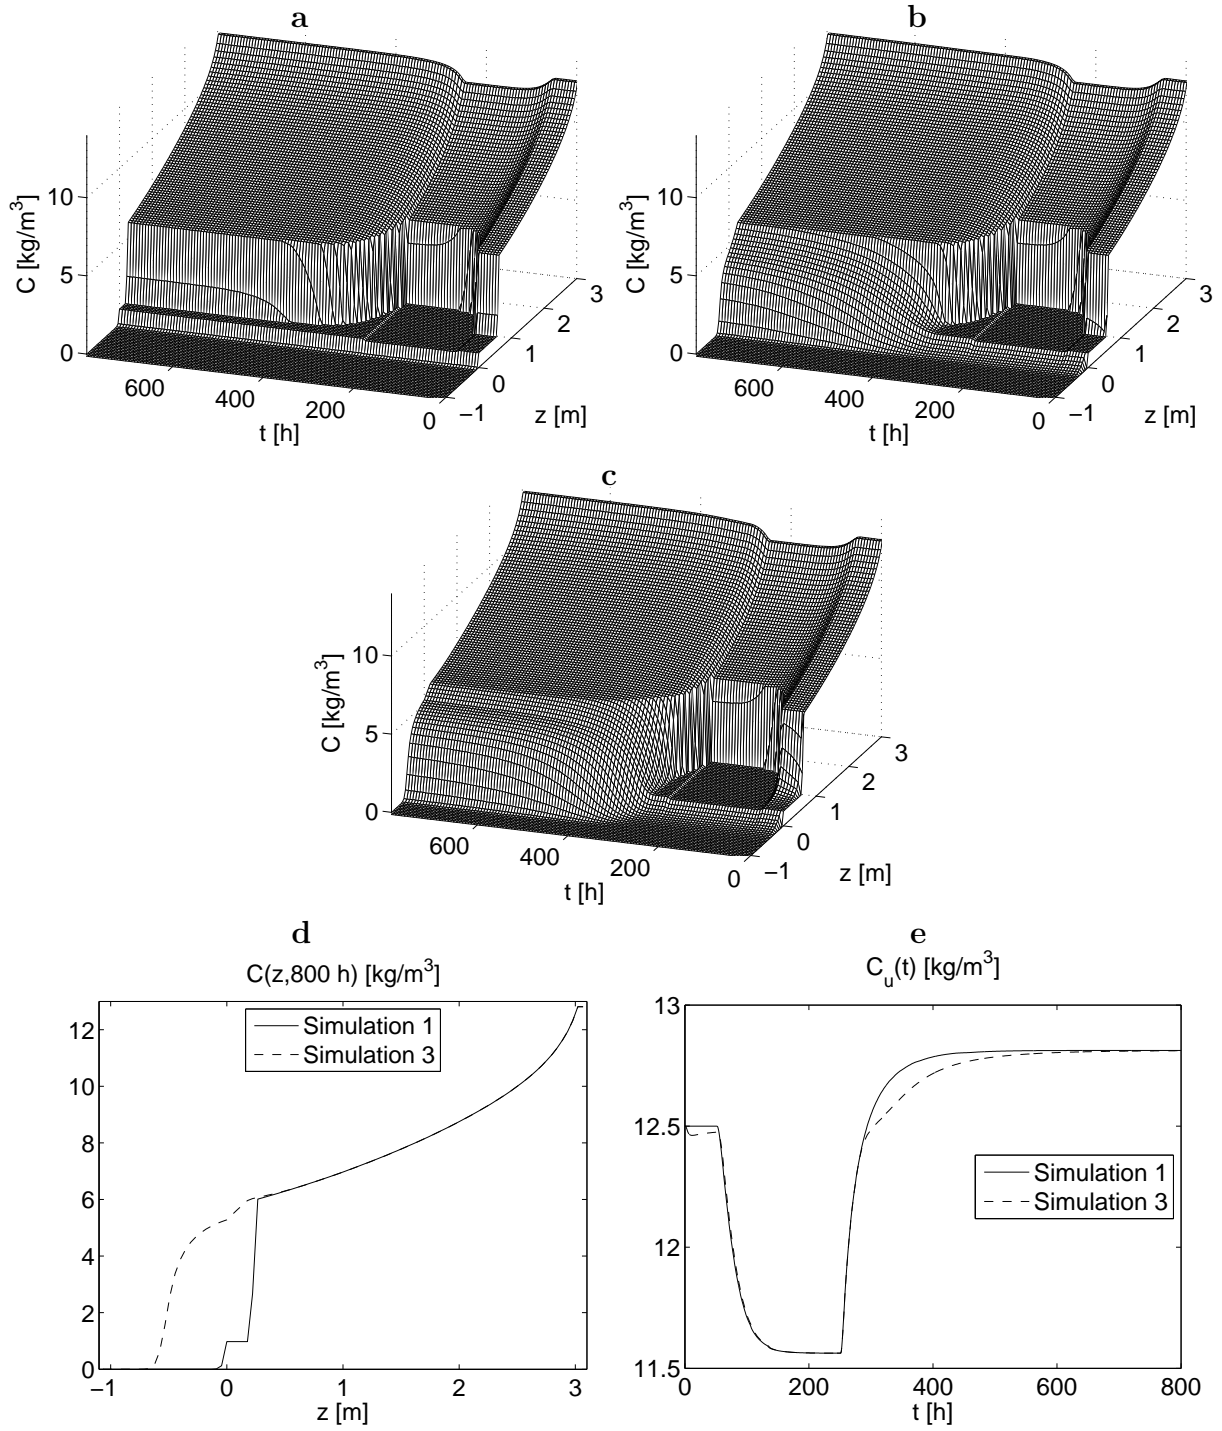 a
C [kg/m3]
10
5
0
600
400
200
0
t [h]
−1
0
1
2
3
z [m]
b
C [kg/m3]
10
5
0
600
400
200
0
t [h]
−1
0
1
2
3
z [m]
c
C [kg/m3]
10
5
0
600
400
200
0
t [h]
−1
0
1
2
3
z [m]
d
C(z,800 h) [kg/m3]
12
10
8
6
4
2
0
−1
0
1
2
3
z [m]
Simulation 1
Simulation 3
e
Cu(t) [kg/m3]
13
12.5
12
11.5
0
200
400
600
800
t [h]
Simulation 1
Simulation 3